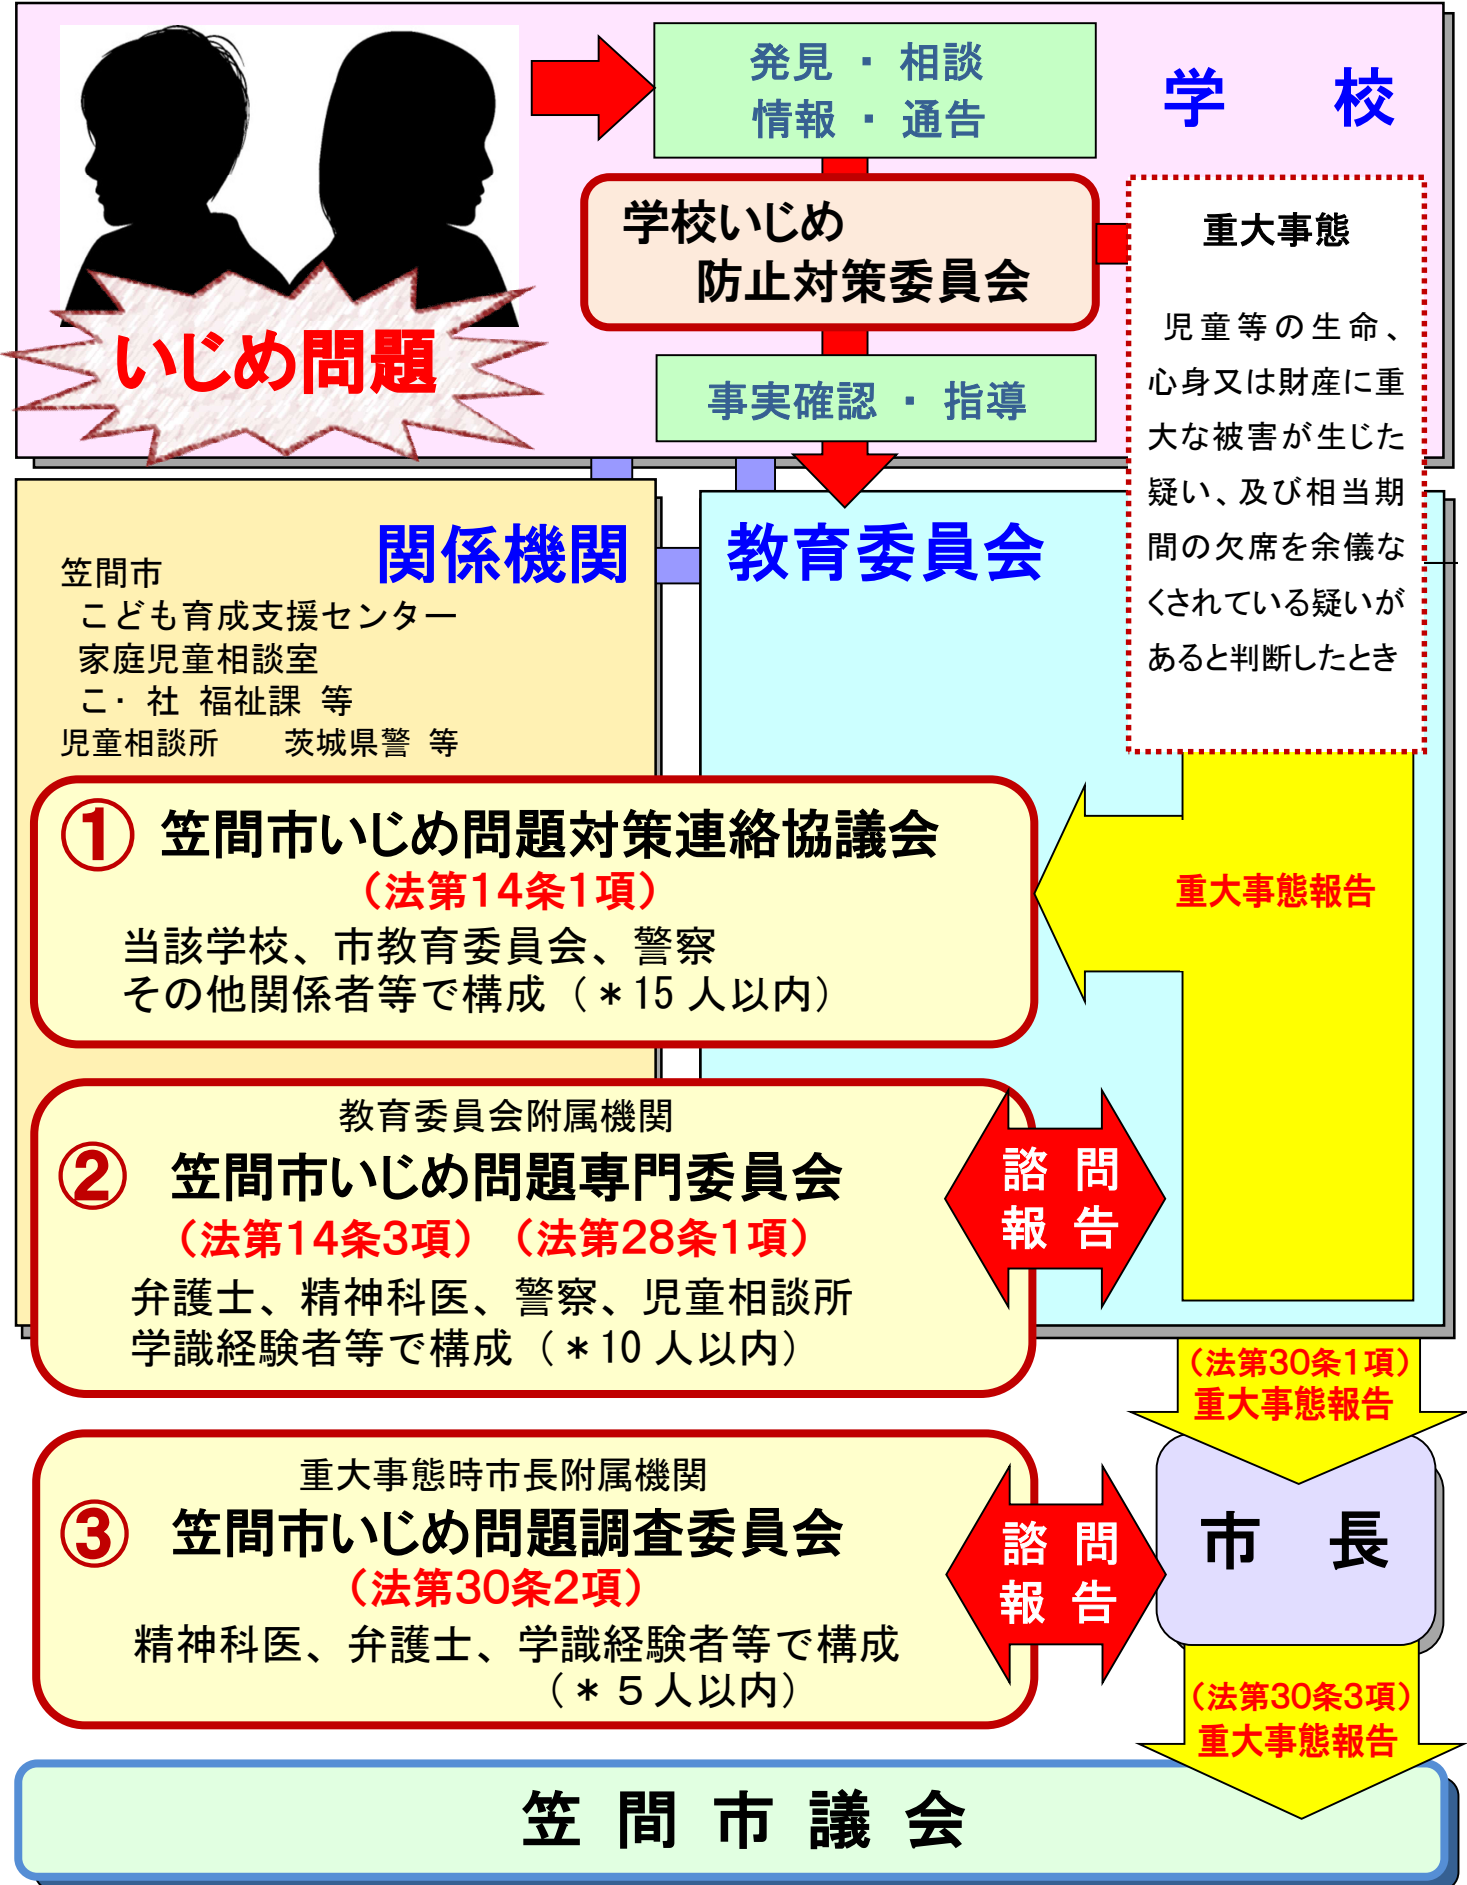 発見 ・ 相談
情報 ・ 通告
学 校
学校いじめ
防止対策委員会
事実確認 ・ 指導
いじめ問題
重大事態
児童等の生命、
心身又は財産に重
大な被害が生じた
疑い、及び相当期
間の欠席を余儀な
くされている疑いが
あると判断したとき
関係機関
笠間市
こども育成支援センター
家庭児童相談室
こ・社 福祉課 等
児童相談所 茨城県警 等
教育委員会
① 笠間市いじめ問題対策連絡協議会
（法第14条1項）
当該学校、市教育委員会、警察
その他関係者等で構成（＊15人以内）
重大事態報告
教育委員会附属機関
② 笠間市いじめ問題専門委員会
（法第14条3項）（法第28条1項）
弁護士、精神科医、警察、児童相談所
学識経験者等で構成（＊10人以内）
諮 問
報 告
（法第30条1項）
重大事態報告
重大事態時市長附属機関
③ 笠間市いじめ問題調査委員会
（法第30条2項）
精神科医、弁護士、学識経験者等で構成
（＊５人以内）
諮 問
報 告
市 長
（法第30条3項）
重大事態報告
笠 間 市 議 会